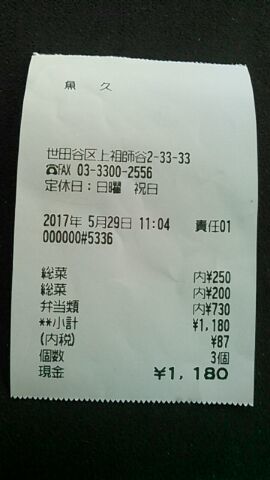 魚 久
世田谷区上祖師谷2-33-33
☎FAX 03-3300-2556
定休日：日曜 祝日
2017年 5月29日 11:04 責任01
000000#5336
総菜 内¥250
総菜 内¥200
弁当類 内¥730
**小計 ¥1,180
(内税) ¥87
個数 3個
現金 ¥1,180